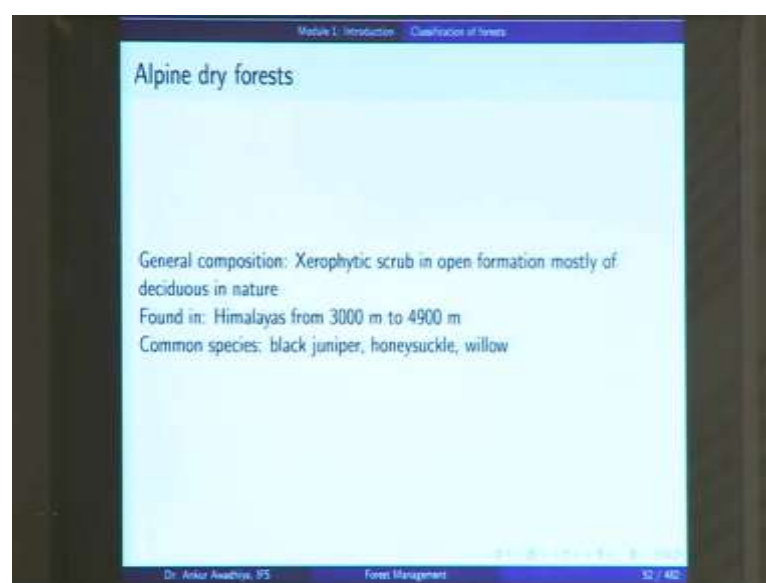 Module 1: Introduction Classification of forests
Alpine dry forests
General composition: Xerophytic scrub in open formation mostly of
deciduous in nature
Found in: Himalayas from 3000 m to 4900 m
Common species: black juniper, honeysuckle, willow
Dr. Ankur Awadhiya, IFS Forest Management 52 / 482